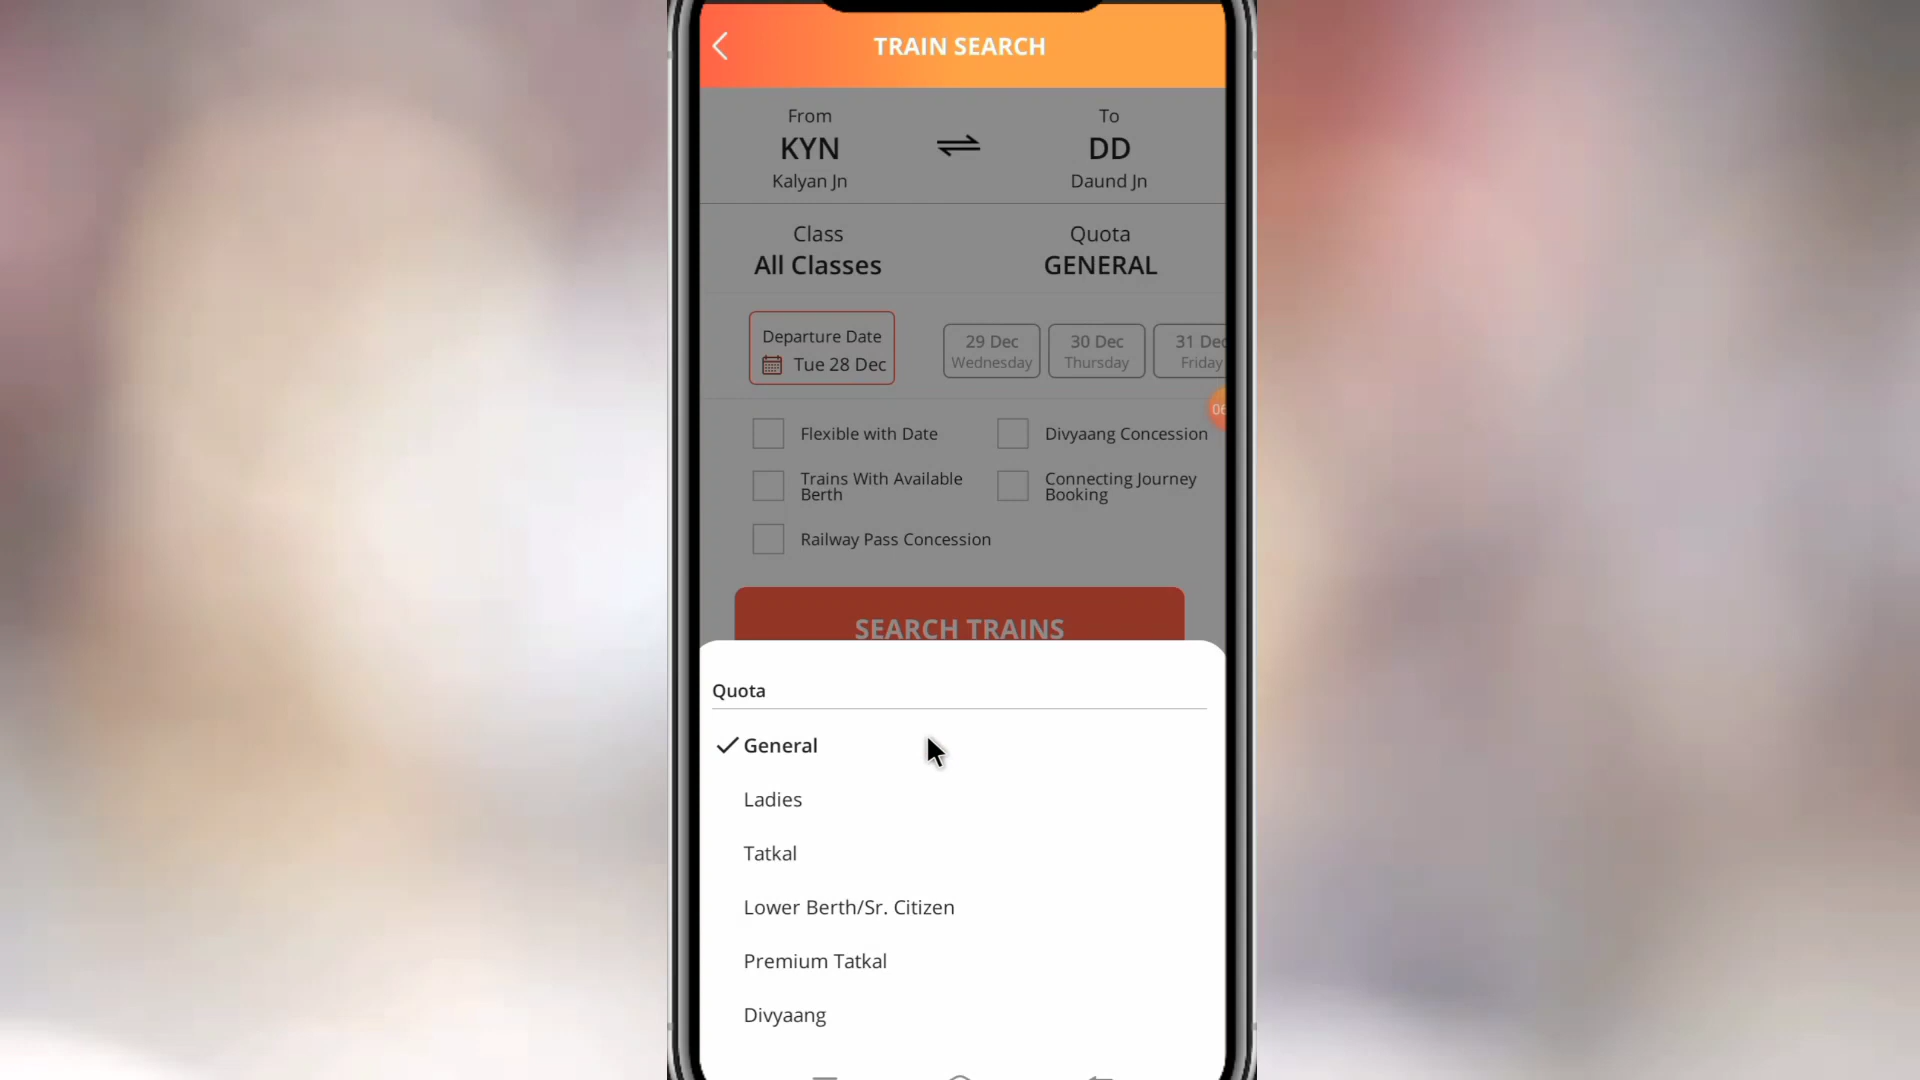 TRAIN SEARCH
From
To
KYN
DD
Kalyan Jn
Daund Jn
Class
Quota
All Classes
GENERAL
Departure Date
Tue 28 Dec
29 Dec
Wednesday
30 Dec
Thursday
31 Dec
Friday
06
Flexible with Date
Divyaang Concession
Trains With Available
Berth
Connecting Journey
Booking
Railway Pass Concession
SEARCH TRAINS
Quota
General
Ladies
Tatkal
Lower Berth/Sr. Citizen
Premium Tatkal
Divyaang